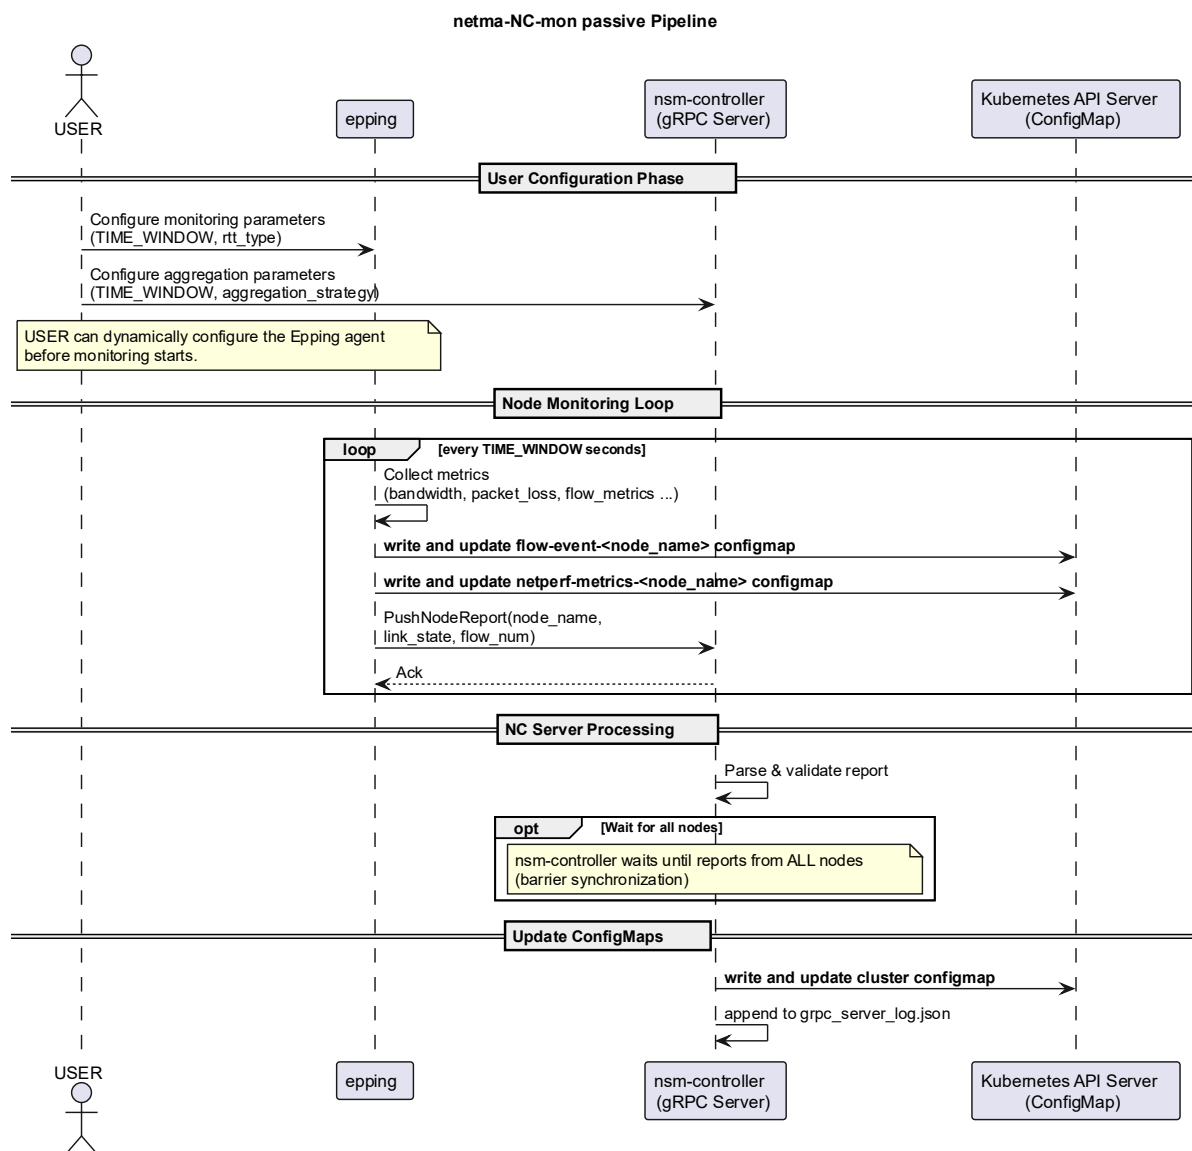 netma-NC-mon passive Pipeline
USER
epping
nsm-controller
(gRPC Server)
Kubernetes API Server
(ConfigMap)
User Configuration Phase
Configure monitoring parameters
(TIME_WINDOW, rtt_type)
Configure aggregation parameters
(TIME_WINDOW, aggregation_strategy)
USER can dynamically configure the Epping agent
before monitoring starts.
Node Monitoring Loop
loop
[every TIME_WINDOW seconds]
Collect metrics
(bandwidth, packet_loss, flow_metrics ...)
write and update flow-event-<node_name> configmap
write and update netperf-metrics-<node_name> configmap
PushNodeReport(node_name,
link_state, flow_num)
Ack
NC Server Processing
Parse & validate report
opt
[Wait for all nodes]
nsm-controller waits until reports from ALL nodes
(barrier synchronization)
Update ConfigMaps
write and update cluster configmap
append to grpc_server_log.json
USER
epping
nsm-controller
(gRPC Server)
Kubernetes API Server
(ConfigMap)